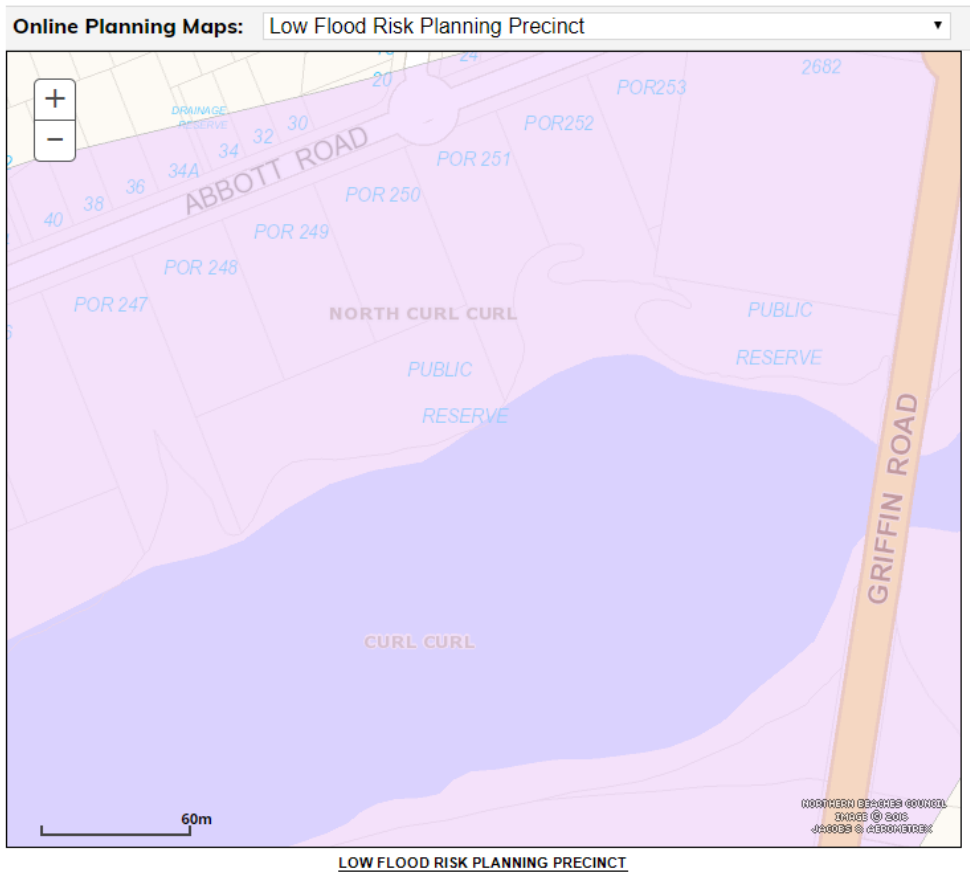 Online Planning Maps: Low Flood Risk Planning Precinct
+
−
20
24
2682
POR253
DRAINAGE
RESERVE
30
32
34
34A
36
38
40
ABBOTT ROAD
POR252
POR 251
POR 250
POR 249
POR 248
POR 247
NORTH CURL CURL
PUBLIC
RESERVE
PUBLIC
RESERVE
GRIFFIN ROAD
CURL CURL
60m
NORTHERN BEACHES COUNCIL
IMAGE © 2016
JACOBS & AEROMETREX
LOW FLOOD RISK PLANNING PRECINCT